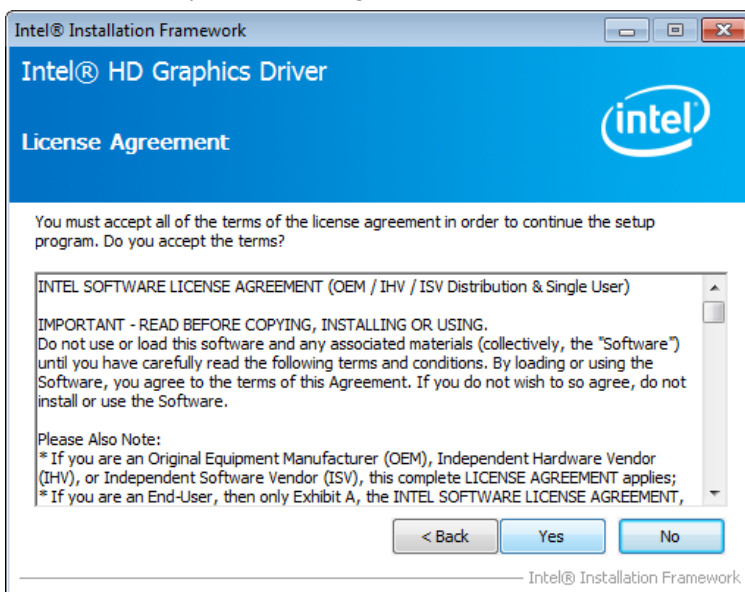 Intel® Installation Framework
Intel® HD Graphics Driver
intel®
License Agreement
You must accept all of the terms of the license agreement in order to continue the setup
program. Do you accept the terms?
INTEL SOFTWARE LICENSE AGREEMENT (OEM / IHV / ISV Distribution & Single User)
IMPORTANT - READ BEFORE COPYING, INSTALLING OR USING.
Do not use or load this software and any associated materials (collectively, the "Software")
until you have carefully read the following terms and conditions. By loading or using the
Software, you agree to the terms of this Agreement. If you do not wish to so agree, do not
install or use the Software.
Please Also Note:
* If you are an Original Equipment Manufacturer (OEM), Independent Hardware Vendor
(IHV), or Independent Software Vendor (ISV), this complete LICENSE AGREEMENT applies;
* If you are an End-User, then only Exhibit A, the INTEL SOFTWARE LICENSE AGREEMENT,
< Back
Yes
No
Intel® Installation Framework